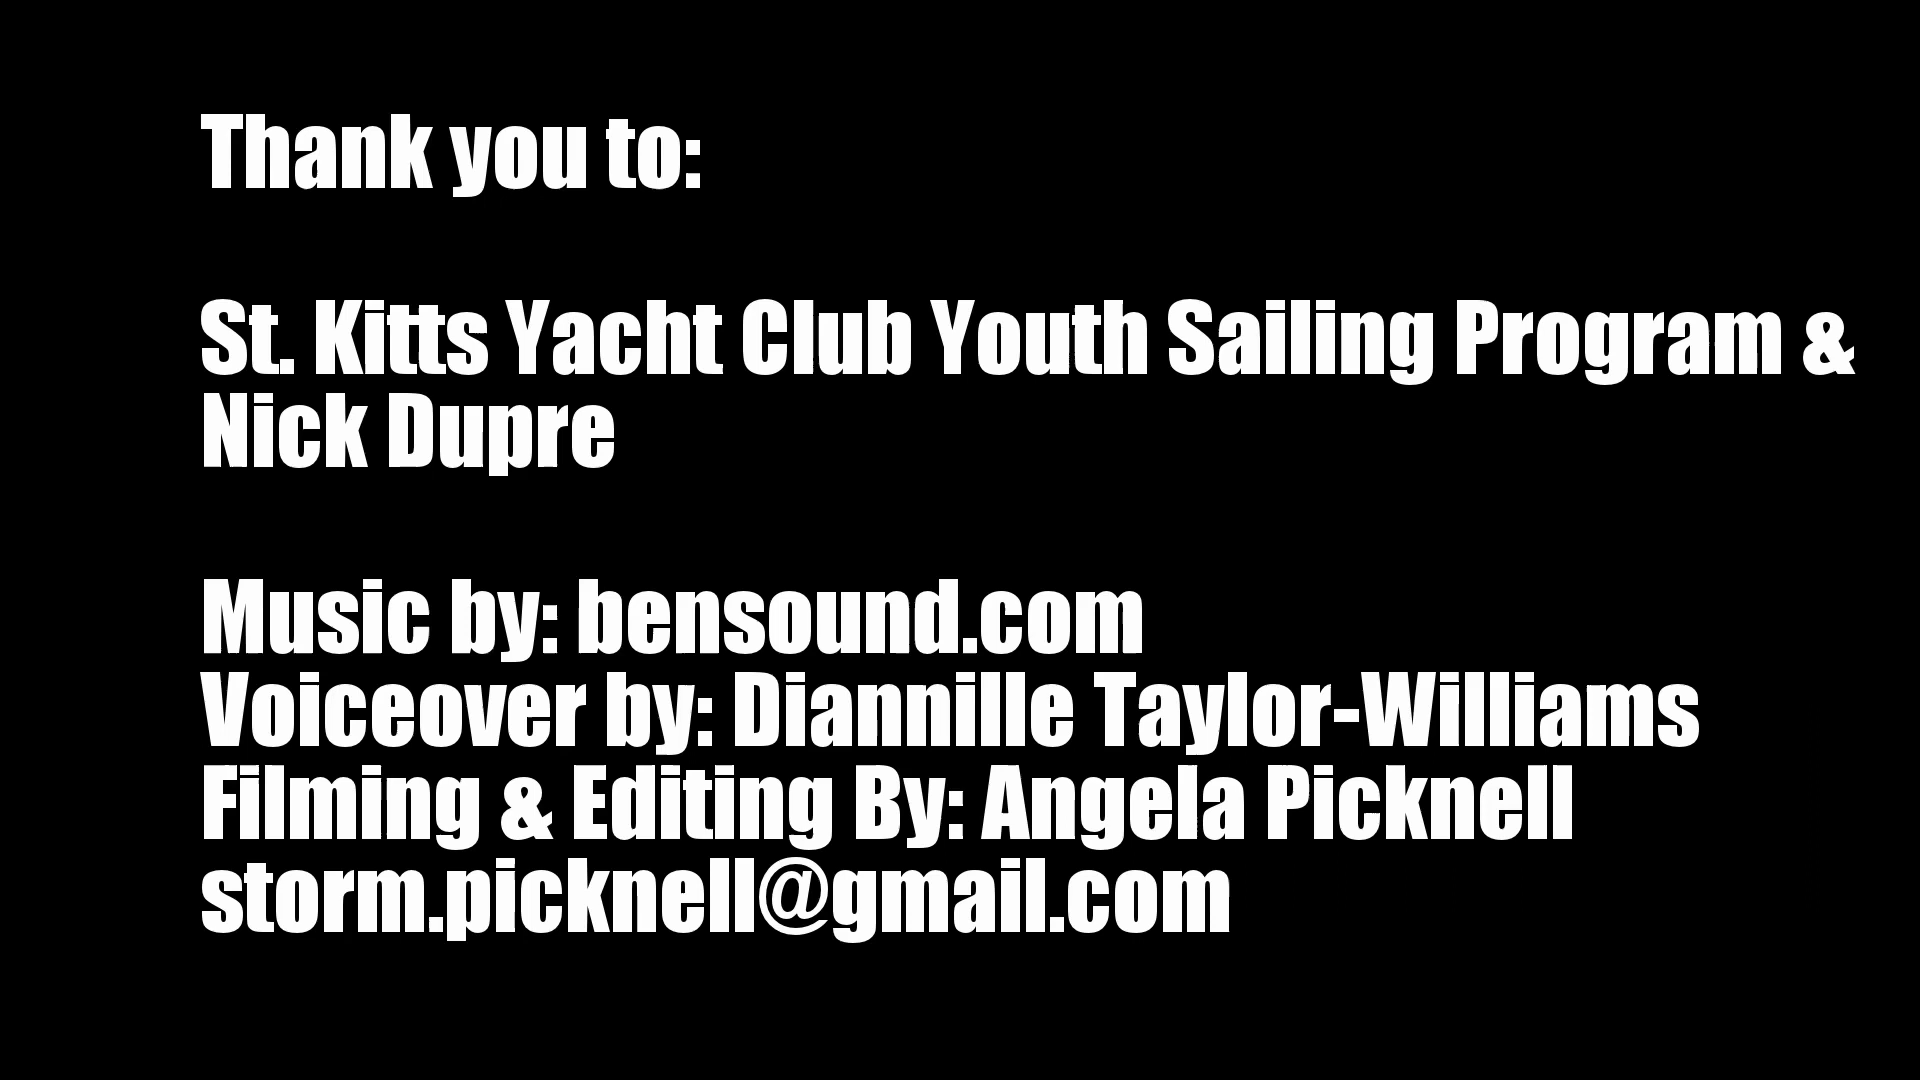 Thank you to:
St. Kitts Yacht Club Youth Sailing Program &
Nick Dupre
Music by: bensound.com
Voiceover by: Diannille Taylor-Williams
Filming & Editing By: Angela Picknell
storm.picknell@gmail.com